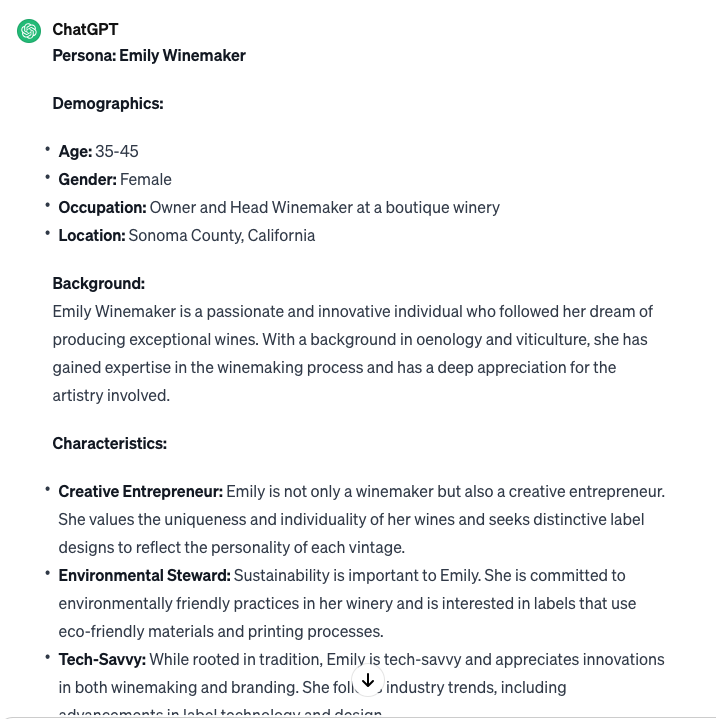 ChatGPT
Persona: Emily Winemaker
Demographics:
• Age: 35-45
• Gender: Female
• Occupation: Owner and Head Winemaker at a boutique winery
• Location: Sonoma County, California
Background:
Emily Winemaker is a passionate and innovative individual who followed her dream of
producing exceptional wines. With a background in oenology and viticulture, she has
gained expertise in the winemaking process and has a deep appreciation for the
artistry involved.
Characteristics:
• Creative Entrepreneur: Emily is not only a winemaker but also a creative entrepreneur.
She values the uniqueness and individuality of her wines and seeks distinctive label
designs to reflect the personality of each vintage.
• Environmental Steward: Sustainability is important to Emily. She is committed to
environmentally friendly practices in her winery and is interested in labels that use
eco-friendly materials and printing processes.
• Tech-Savvy: While rooted in tradition, Emily is tech-savvy and appreciates innovations
in both winemaking and branding. She industry trends, including
advancements in label technology and design.